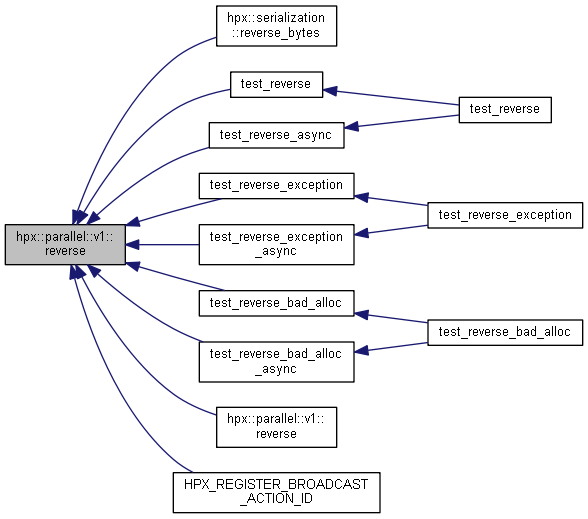 hpx::serialization
::reverse_bytes
test_reverse
test_reverse
test_reverse_async
test_reverse_exception
test_reverse_exception
hpx::parallel::v1::
reverse
test_reverse_exception
_async
test_reverse_bad_alloc
test_reverse_bad_alloc
test_reverse_bad_alloc
_async
hpx::parallel::v1::
reverse
HPX_REGISTER_BROADCAST
_ACTION_ID